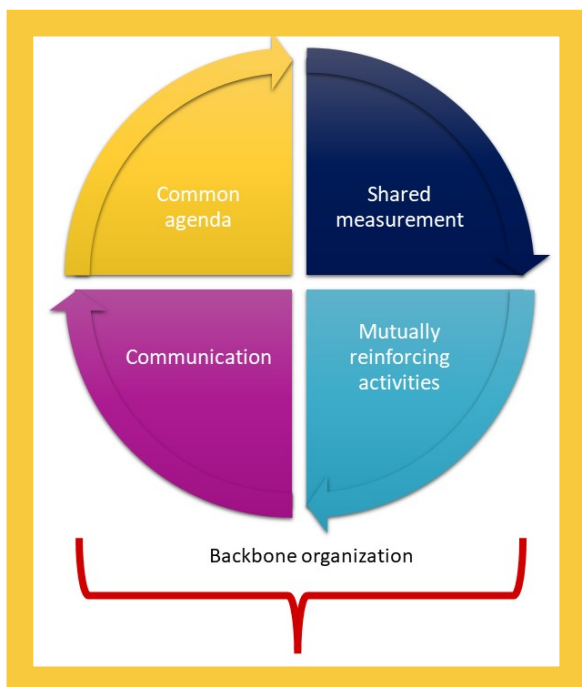 Common
agenda
Shared
measurement
Communication
Mutually
reinforcing
activities
Backbone organization